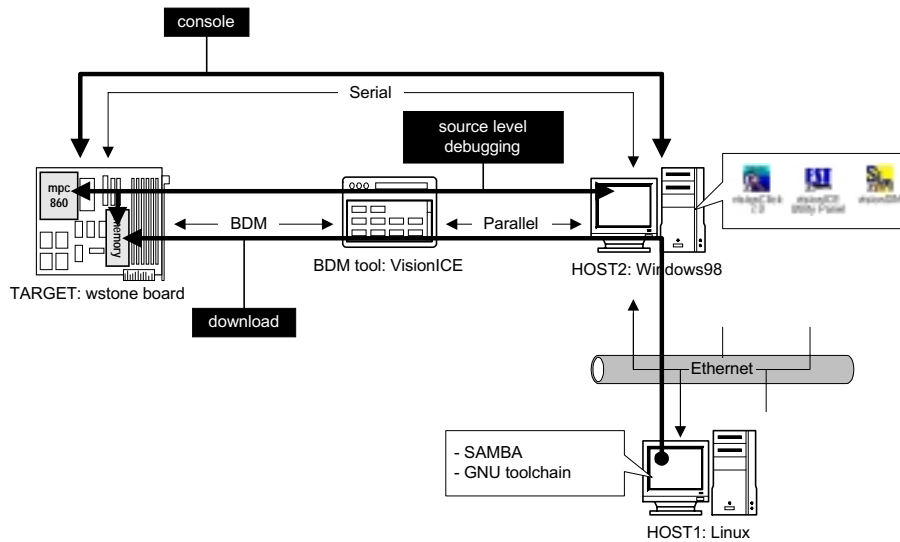 console
Serial
source level
debugging
mpc
860
memory
BDM
Parallel
BDM tool: VisionICE
HOST2: Windows98
TARGET: wstone board
download
Ethernet
- SAMBA
- GNU toolchain
HOST1: Linux